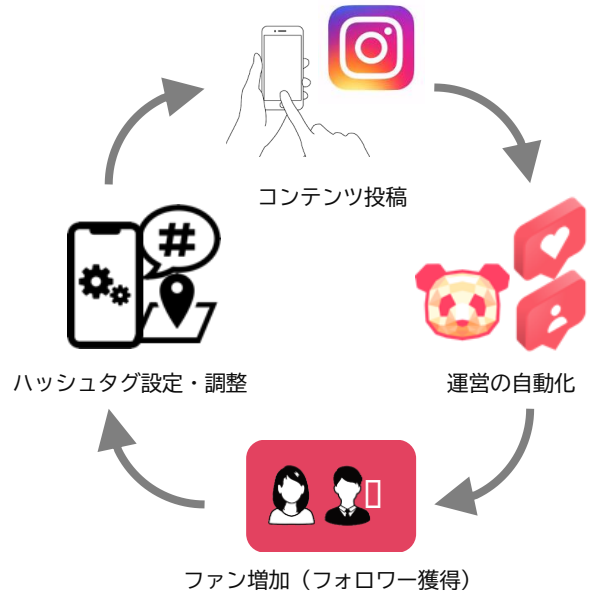 コンテンツ投稿
#
ハッシュタグ設定・調整
運営の自動化
ファン増加（フォロワー獲得）